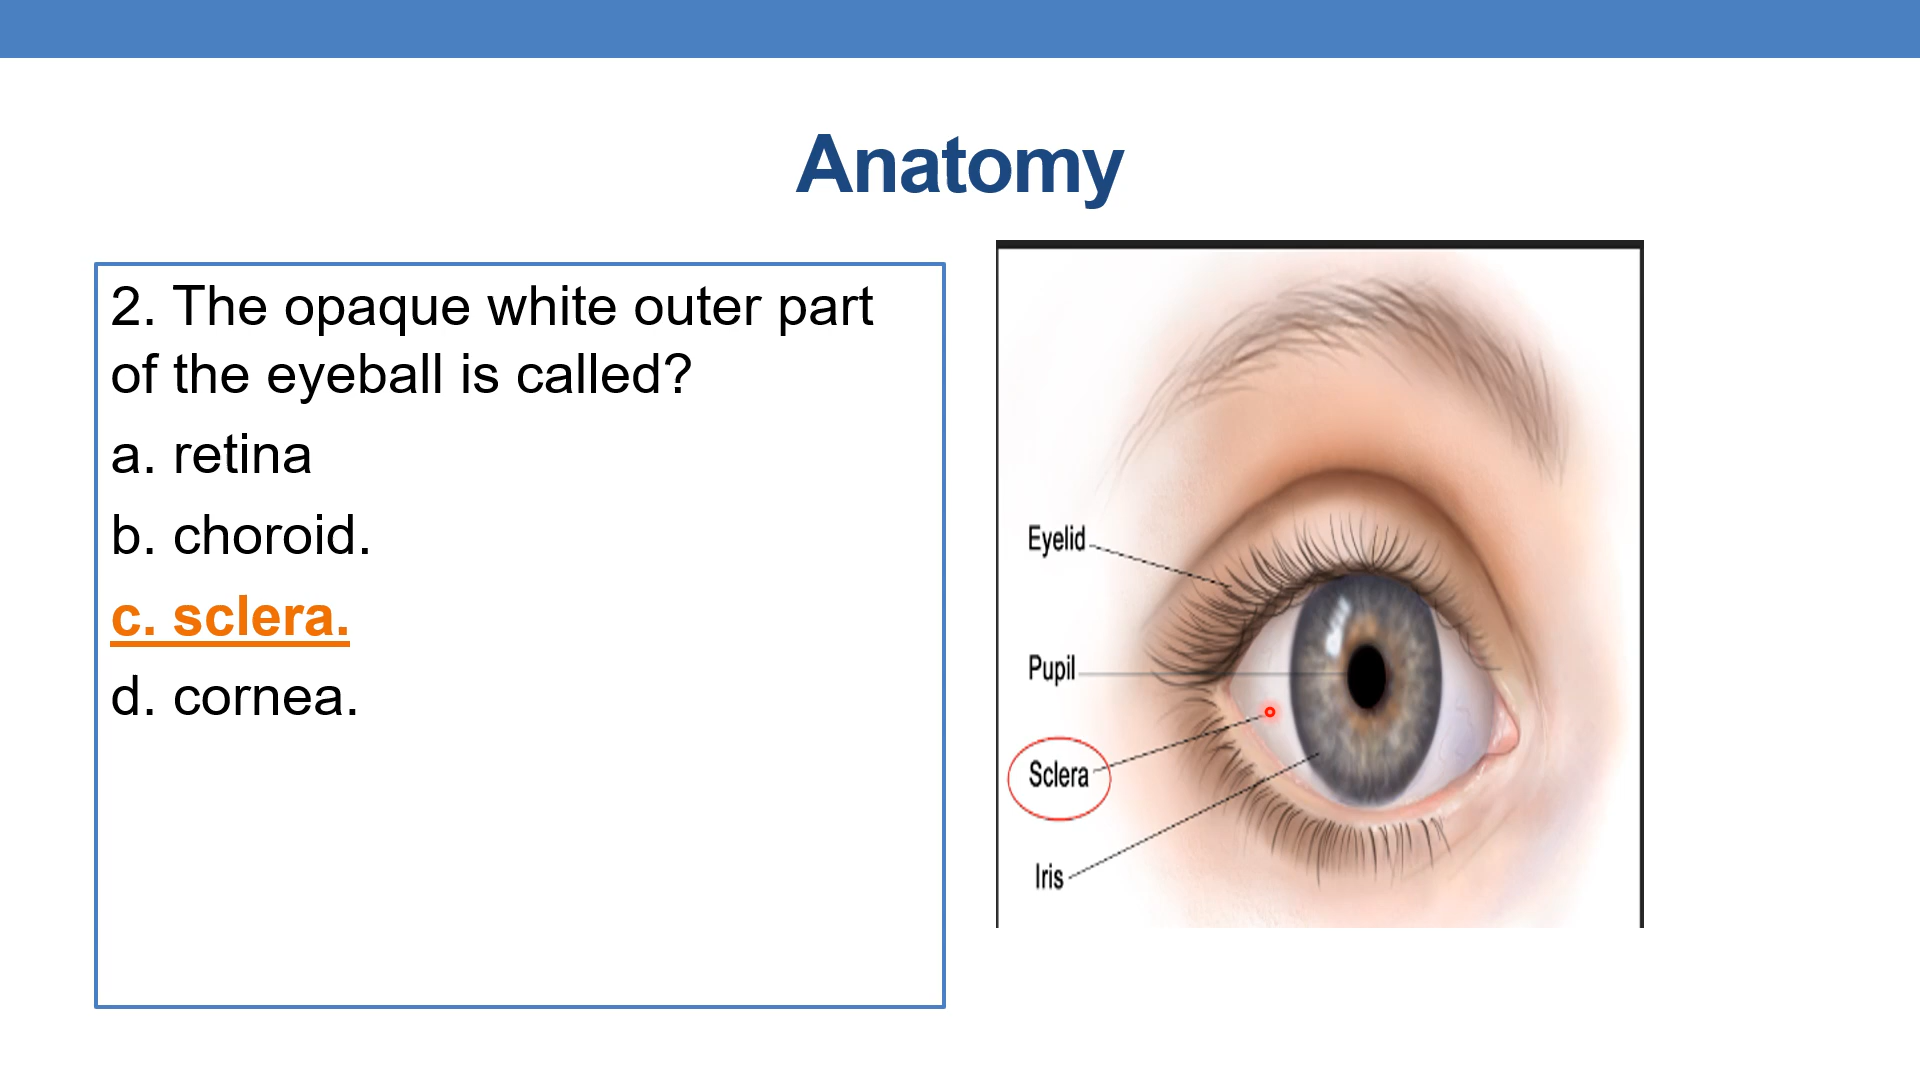 Anatomy
2. The opaque white outer part
of the eyeball is called?
a. retina
b. choroid.
c. sclera.
d. cornea.
Eyelid
Pupil
Sclera
Iris